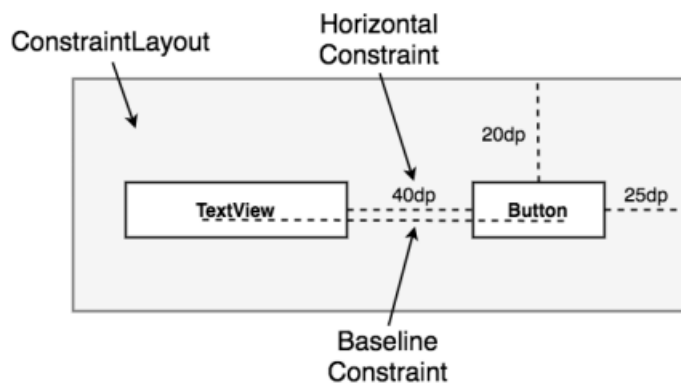 Horizontal
Constraint
ConstraintLayout
20dp
40dp
25dp
TextView
Button
Baseline
Constraint